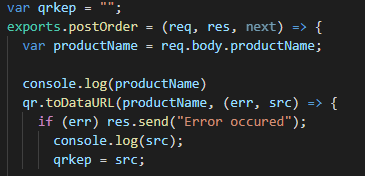 var qrkep = "";
exports.postOrder = (req, res, next) => {
var productName = req.body.productName;
console.log(productName)
qr.toDataURL(productName, (err, src) => {
if (err) res.send("Error occured");
console.log(src);
qrkep = src;